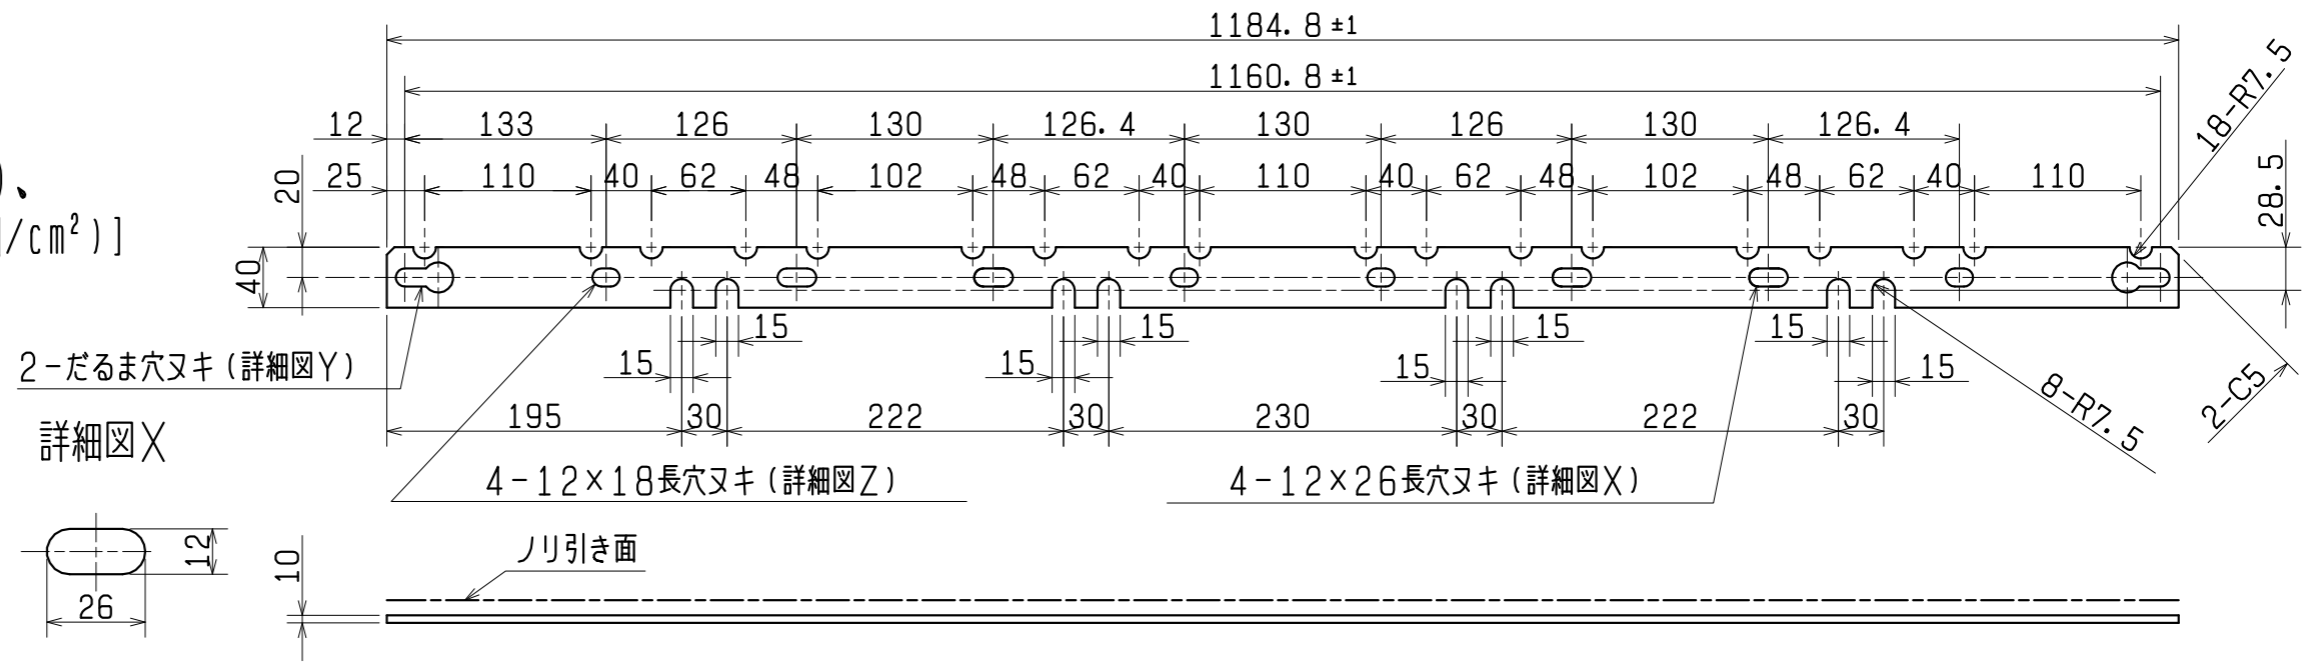 1184.8±1
1160.8±1
12 133 126 130 126.4 130 126 130 126.4
18-R7.5
25 110 40 62 48 102 48 62 40 110 40 62 48 102 48 62 40 110
20
28.5
)、
/cm²)]
40
15 15 15 15
15 15 15 15
2-だるま穴ヌキ(詳細図Y)
8-R7.5
2-C5
195 30 222 30 230 30 222 30
詳細図X
4-12×18長穴ヌキ(詳細図Z)
4-12×26長穴ヌキ(詳細図X)
12
26
10
ノリ引き面